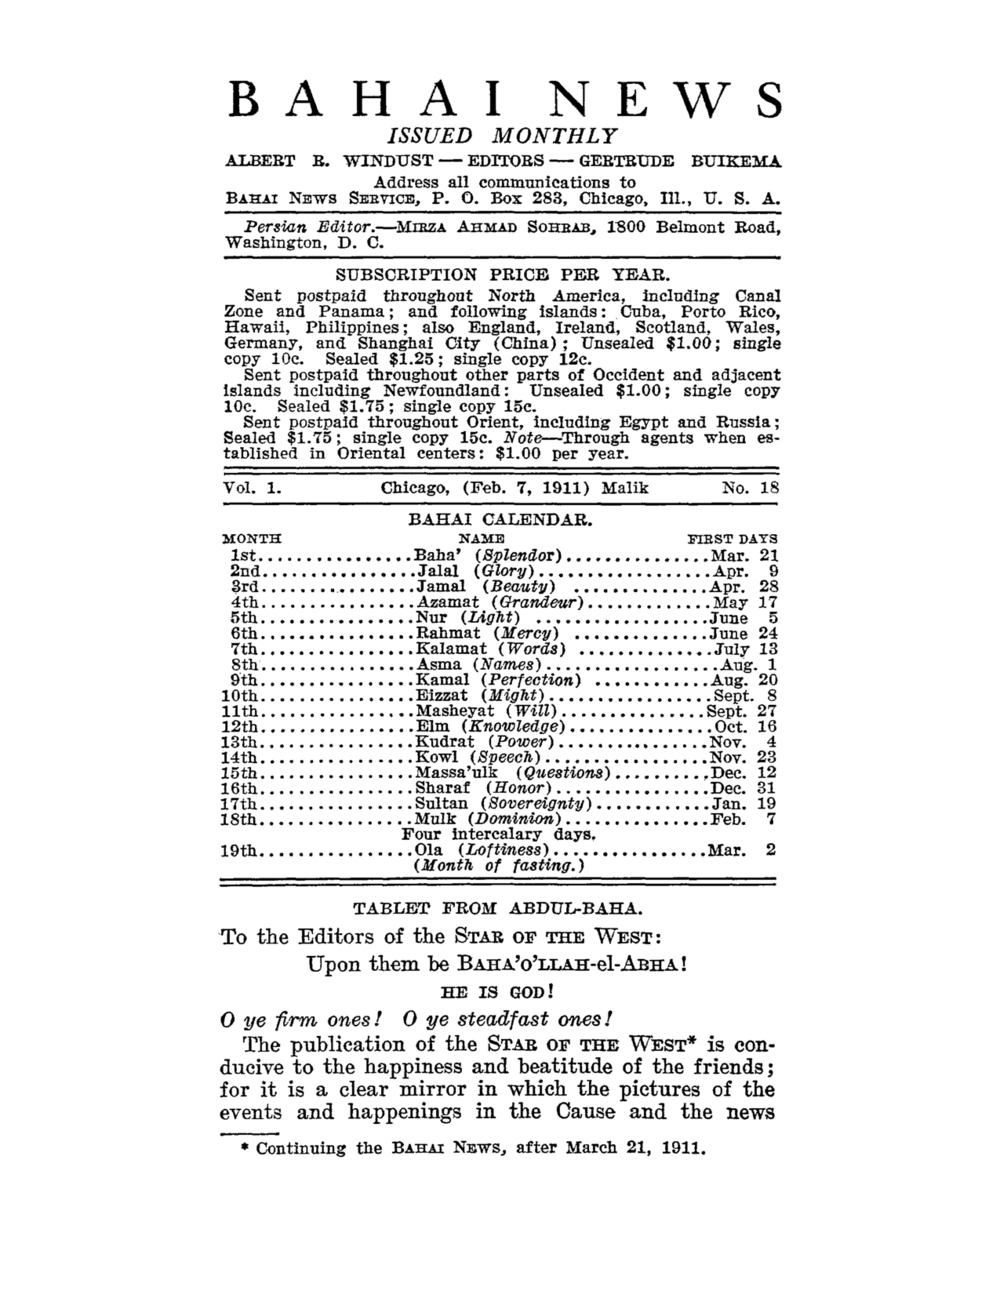 BAHAI NEWS
ISSUED MONTHLY
ALBERT R. WINDUST — EDITORS — GERTRUDE BUIKEMA
Address all communications to
BAHAI NEWS SERVICE, P. O. Box 283, Chicago, Ill., U. S. A.
Persian Editor.—MIRZA AHMAD SOHRAB, 1800 Belmont Road,
Washington, D. C.
SUBSCRIPTION PRICE PER YEAR.
Sent postpaid throughout North America, including Canal
Zone and Panama; and following islands: Cuba, Porto Rico,
Hawaii, Philippines; also England, Ireland, Scotland, Wales,
Germany, and Shanghai City (China); Unsealed $1.00; single
copy 10c. Sealed $1.25; single copy 12c.
Sent postpaid throughout other parts of Occident and adjacent
islands including Newfoundland: Unsealed $1.00; single copy
10c. Sealed $1.75; single copy 15c.
Sent postpaid throughout Orient, including Egypt and Russia;
Sealed $1.75; single copy 15c. Note—Through agents when es-
tablished in Oriental centers: $1.00 per year.
Vol. 1. Chicago, (Feb. 7, 1911) Malik No. 18
BAHAI CALENDAR.
MONTH NAME FIRST DAYS
1st................Baha' (Splendor)...............Mar. 21
2nd................Jalal (Glory)..................Apr. 9
3rd................Jamal (Beauty) ..............Apr. 28
4th................Azamat (Grandeur).............May 17
5th................Nur (Light) ..................June 5
6th................Rahmat (Mercy) ..............June 24
7th................Kalamat (Words) ..............July 13
8th................Asma (Names)..................Aug. 1
9th................Kamal (Perfection) ............Aug. 20
10th................Eizzat (Might).................Sept. 8
11th................Masheyat (Will)...............Sept. 27
12th................Elm (Knowledge)...............Oct. 16
13th................Kudrat (Power)................Nov. 4
14th................Kowl (Speech).................Nov. 23
15th................Massa'ulk (Questions)..........Dec. 12
16th................Sharaf (Honor)................Dec. 31
17th................Sultan (Sovereignty)............Jan. 19
18th................Mulk (Dominion)...............Feb. 7
Four intercalary days.
19th................Ola (Loftiness)................Mar. 2
(Month of fasting.)
TABLET FROM ABDUL-BAHA.
To the Editors of the STAR OF THE WEST:
Upon them be BAHA'O'LLAH-el-ABHA!
HE IS GOD!
O ye firm ones! O ye steadfast ones!
The publication of the STAR OF THE WEST* is con-
ducive to the happiness and beatitude of the friends;
for it is a clear mirror in which the pictures of the
events and happenings in the Cause and the news
* Continuing the BAHAI NEWS, after March 21, 1911.